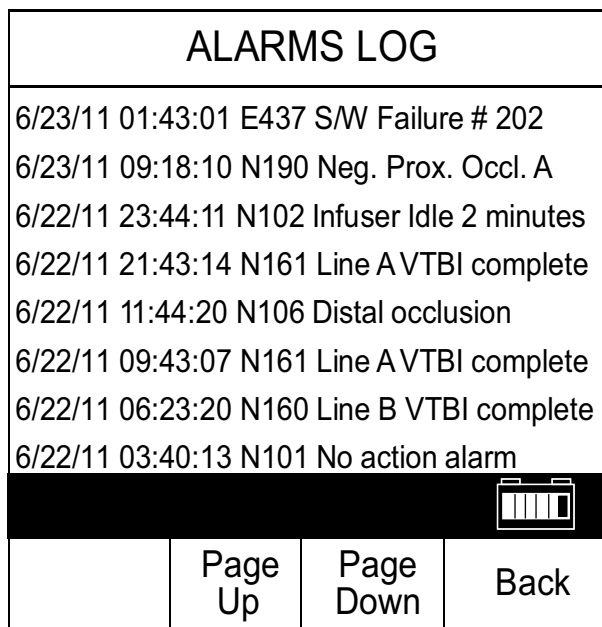 ALARMS LOG
6/23/11 01:43:01 E437 S/W Failure # 202
6/23/11 09:18:10 N190 Neg. Prox. Occl. A
6/22/11 23:44:11 N102 Infuser Idle 2 minutes
6/22/11 21:43:14 N161 Line A VTBI complete
6/22/11 11:44:20 N106 Distal occlusion
6/22/11 09:43:07 N161 Line A VTBI complete
6/22/11 06:23:20 N160 Line B VTBI complete
6/22/11 03:40:13 N101 No action alarm
Page Up
Page Down
Back